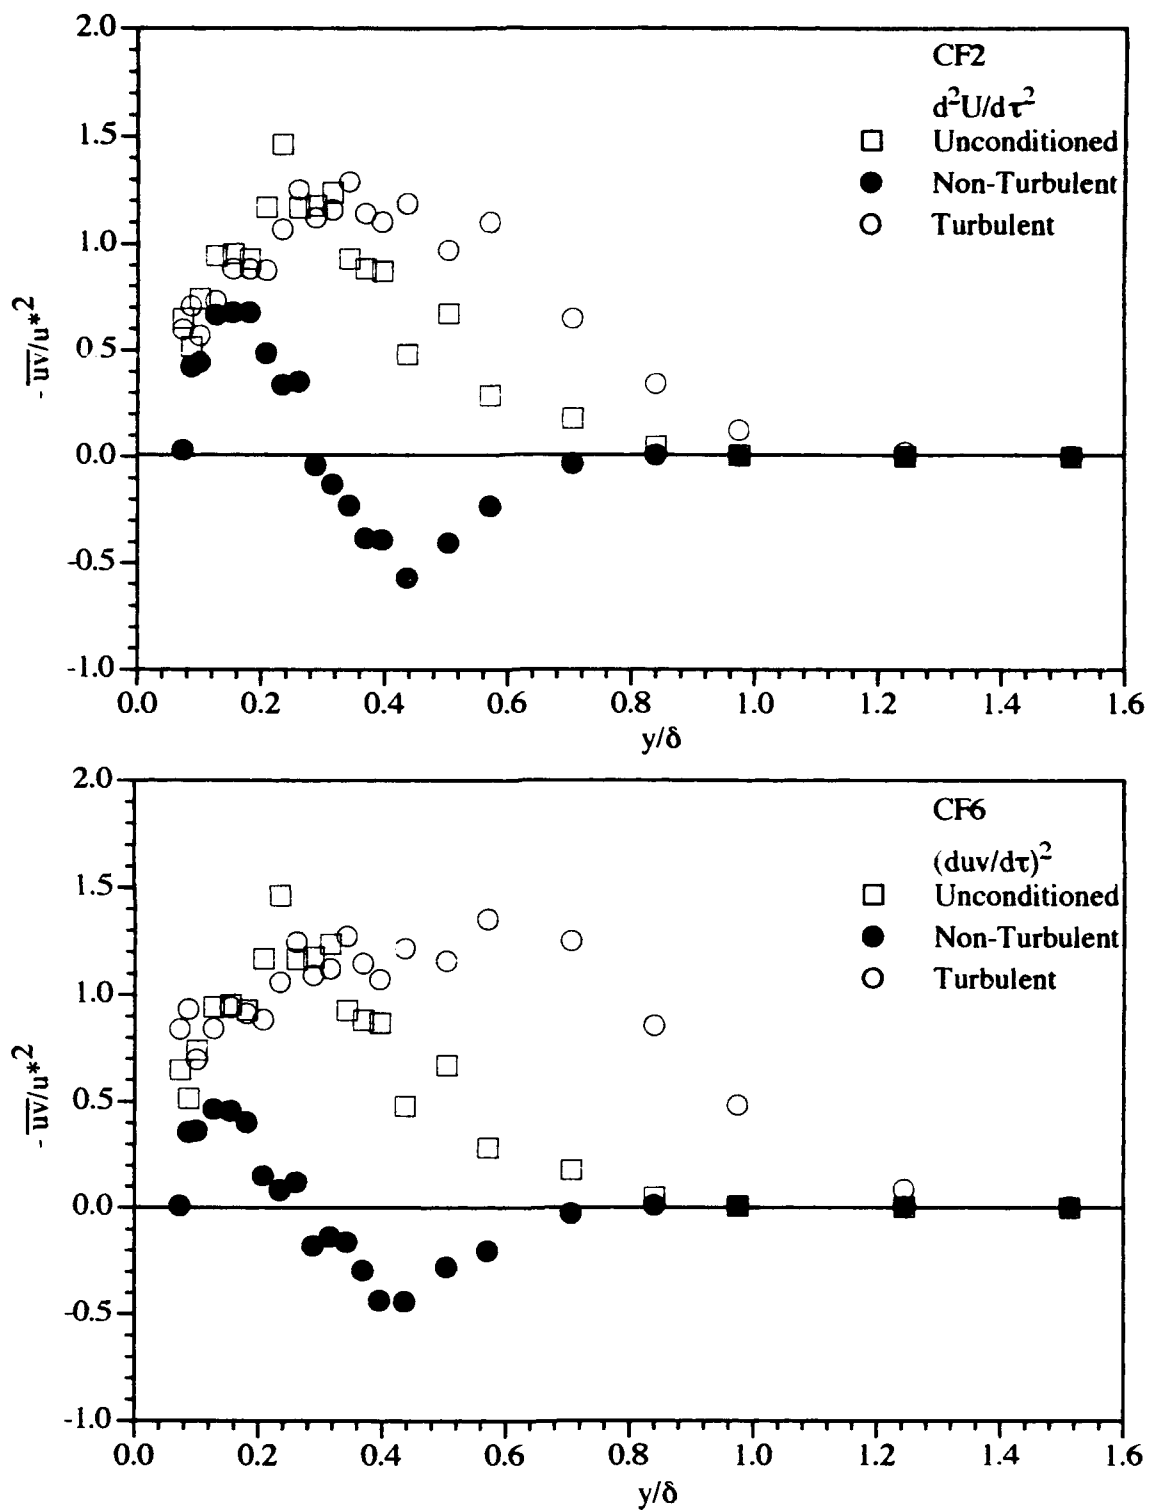 2.0
1.5
1.0
0.5
0.0
-0.5
-1.0
- uv/u*2
CF2
d²U/dτ²
Unconditioned
Non-Turbulent
Turbulent
0.0 0.2 0.4 0.6 0.8 1.0 1.2 1.4 1.6
y/δ
2.0
1.5
1.0
0.5
0.0
-0.5
-1.0
- uv/u*2
CF6
(duv/dτ)²
Unconditioned
Non-Turbulent
Turbulent
0.0 0.2 0.4 0.6 0.8 1.0 1.2 1.4 1.6
y/δ